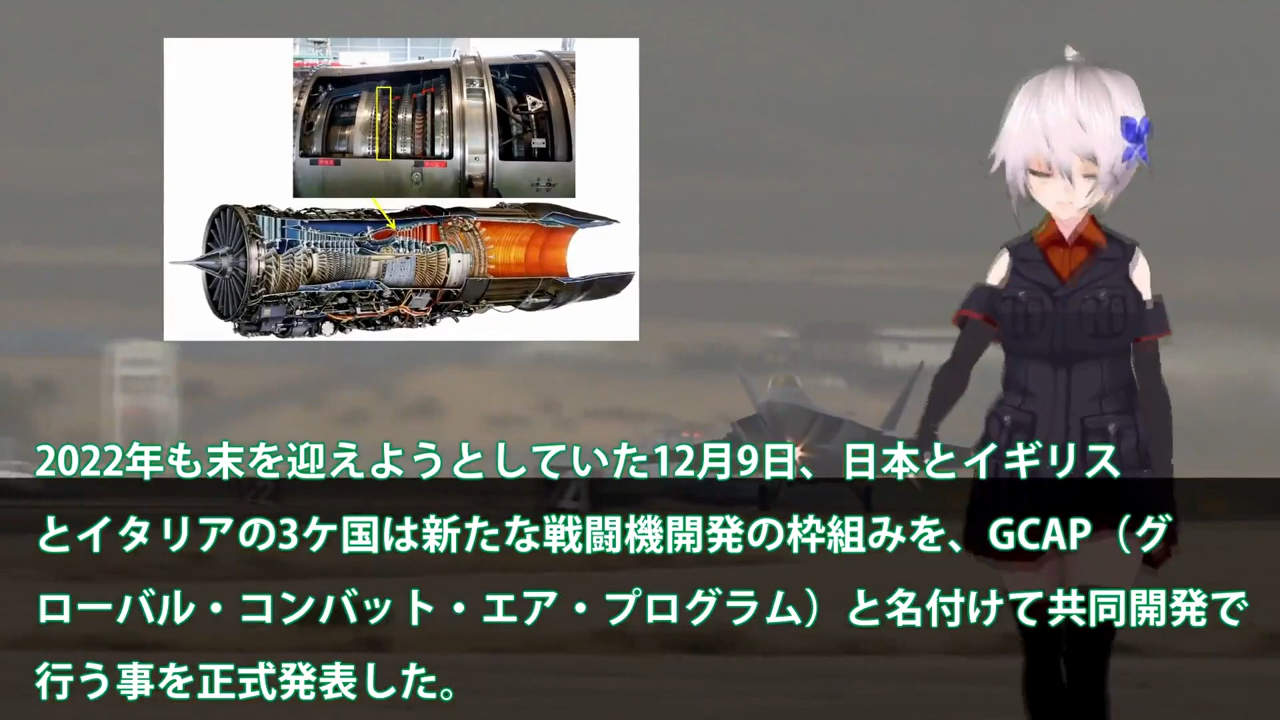 2022年も末を迎えようとしていた12月9日、日本とイギリス
とイタリアの3ケ国は新たな戦闘機開発の枠組みを、GCAP（グ
ローバル・コンバット・エア・プログラム）と名付けて共同開発で
行う事を正式発表した。